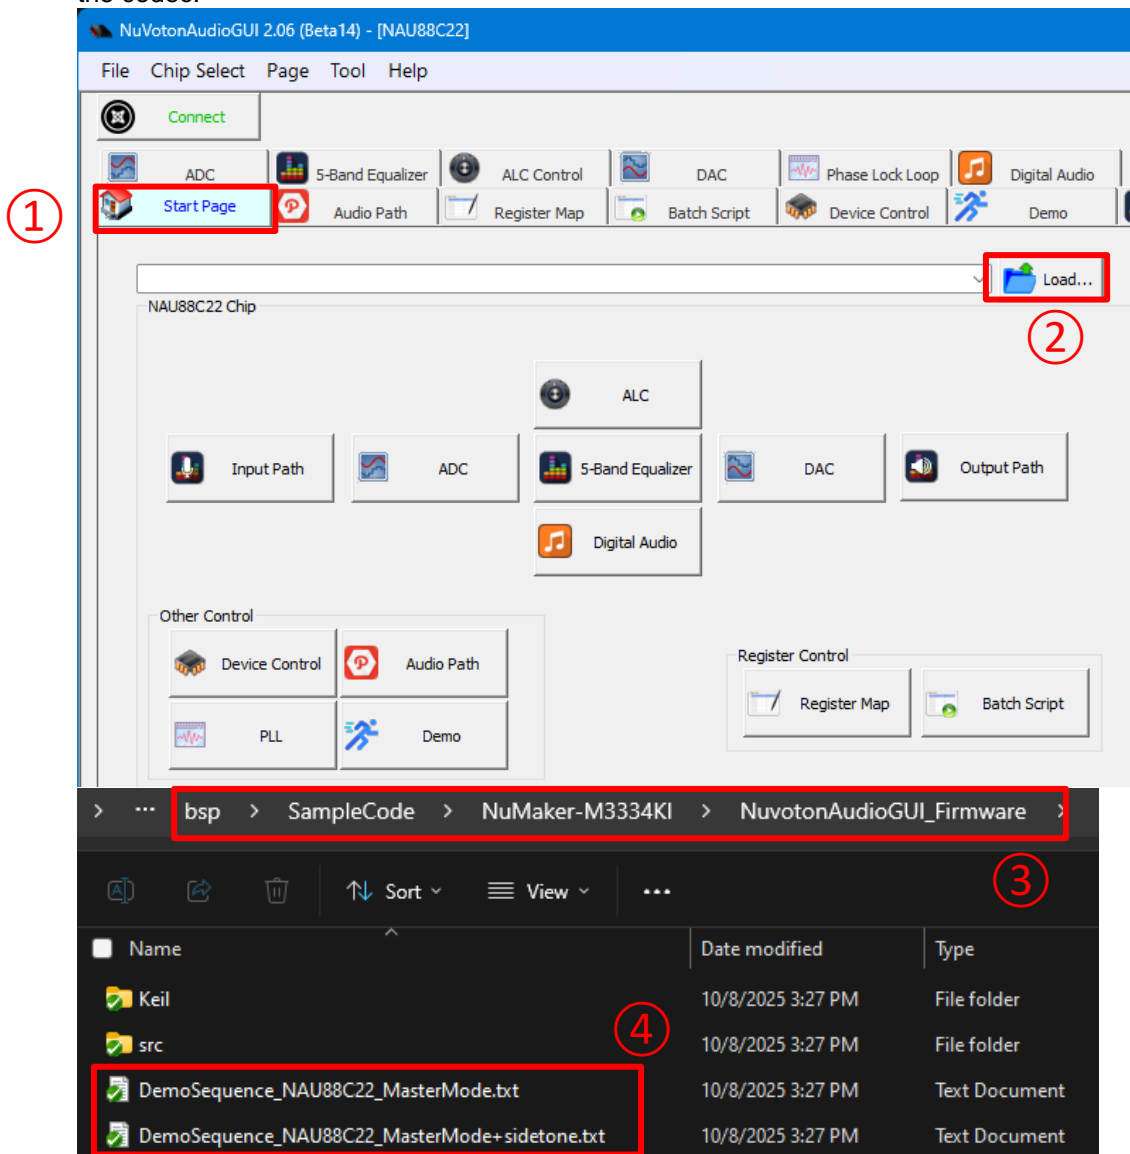 the codec.
NuVotonAudioGUI 2.06 (Beta14) - [NAU88C22]
File Chip Select Page Tool Help
Connect
ADC 5-Band Equalizer ALC Control DAC Phase Lock Loop Digital Audio
① Start Page Audio Path Register Map Batch Script Device Control Demo
Load...
②
NAU88C22 Chip
ALC
Input Path ADC 5-Band Equalizer DAC Output Path
Digital Audio
Other Control
Device Control Audio Path
PLL Demo
Register Control
Register Map Batch Script
> ... bsp > SampleCode > NuMaker-M3334KI > NuvotonAudioGUI_Firmware >
③
Sort View ...
Name Date modified Type
Keil 10/8/2025 3:27 PM File folder
④
src 10/8/2025 3:27 PM File folder
DemoSequence_NAU88C22_MasterMode.txt 10/8/2025 3:27 PM Text Document
DemoSequence_NAU88C22_MasterMode+sidetone.txt 10/8/2025 3:27 PM Text Document